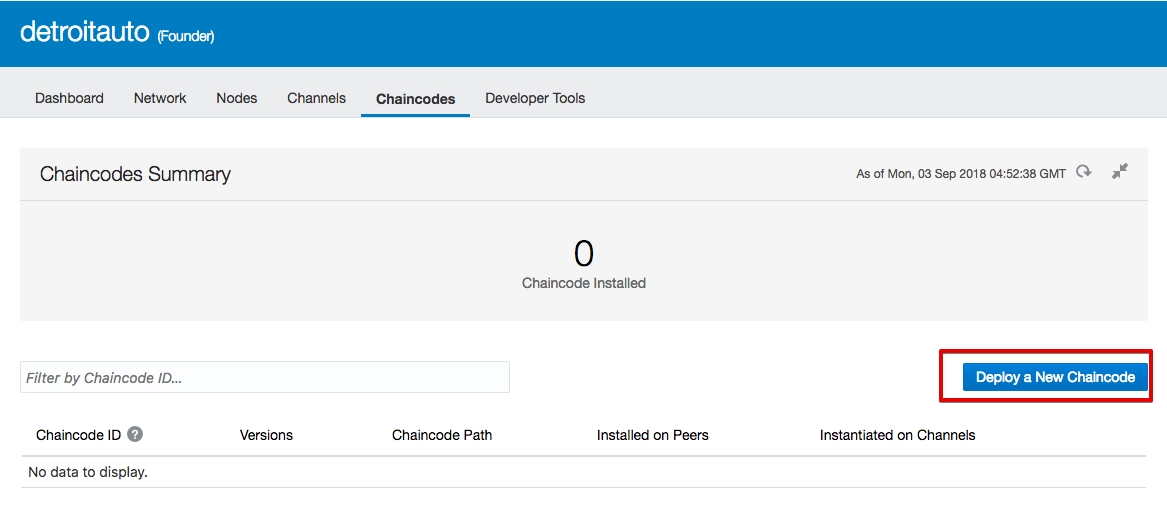 detroitauto (Founder)
Dashboard Network Nodes Channels Chaincodes Developer Tools
Chaincodes Summary As of Mon, 03 Sep 2018 04:52:38 GMT
0
Chaincode Installed
Filter by Chaincode ID... Deploy a New Chaincode
Chaincode ID ? Versions Chaincode Path Installed on Peers Instantiated on Channels
No data to display.